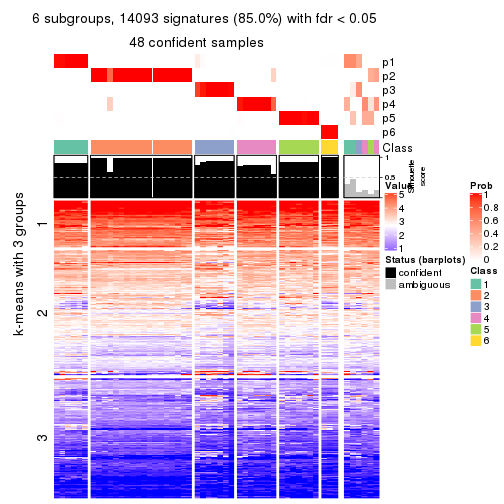 6 subgroups, 14093 signatures (85.0%) with fdr < 0.05
48 confident samples
p1
p2
p3
p4
p5
p6
Class
1
0.5
0
Silhouette
score
k-means with 3 groups
1
2
3
Value
5
4
3
2
1
Status (barplots)
confident
ambiguous
Prob
1
0.8
0.6
0.4
0.2
0
Class
1
2
3
4
5
6